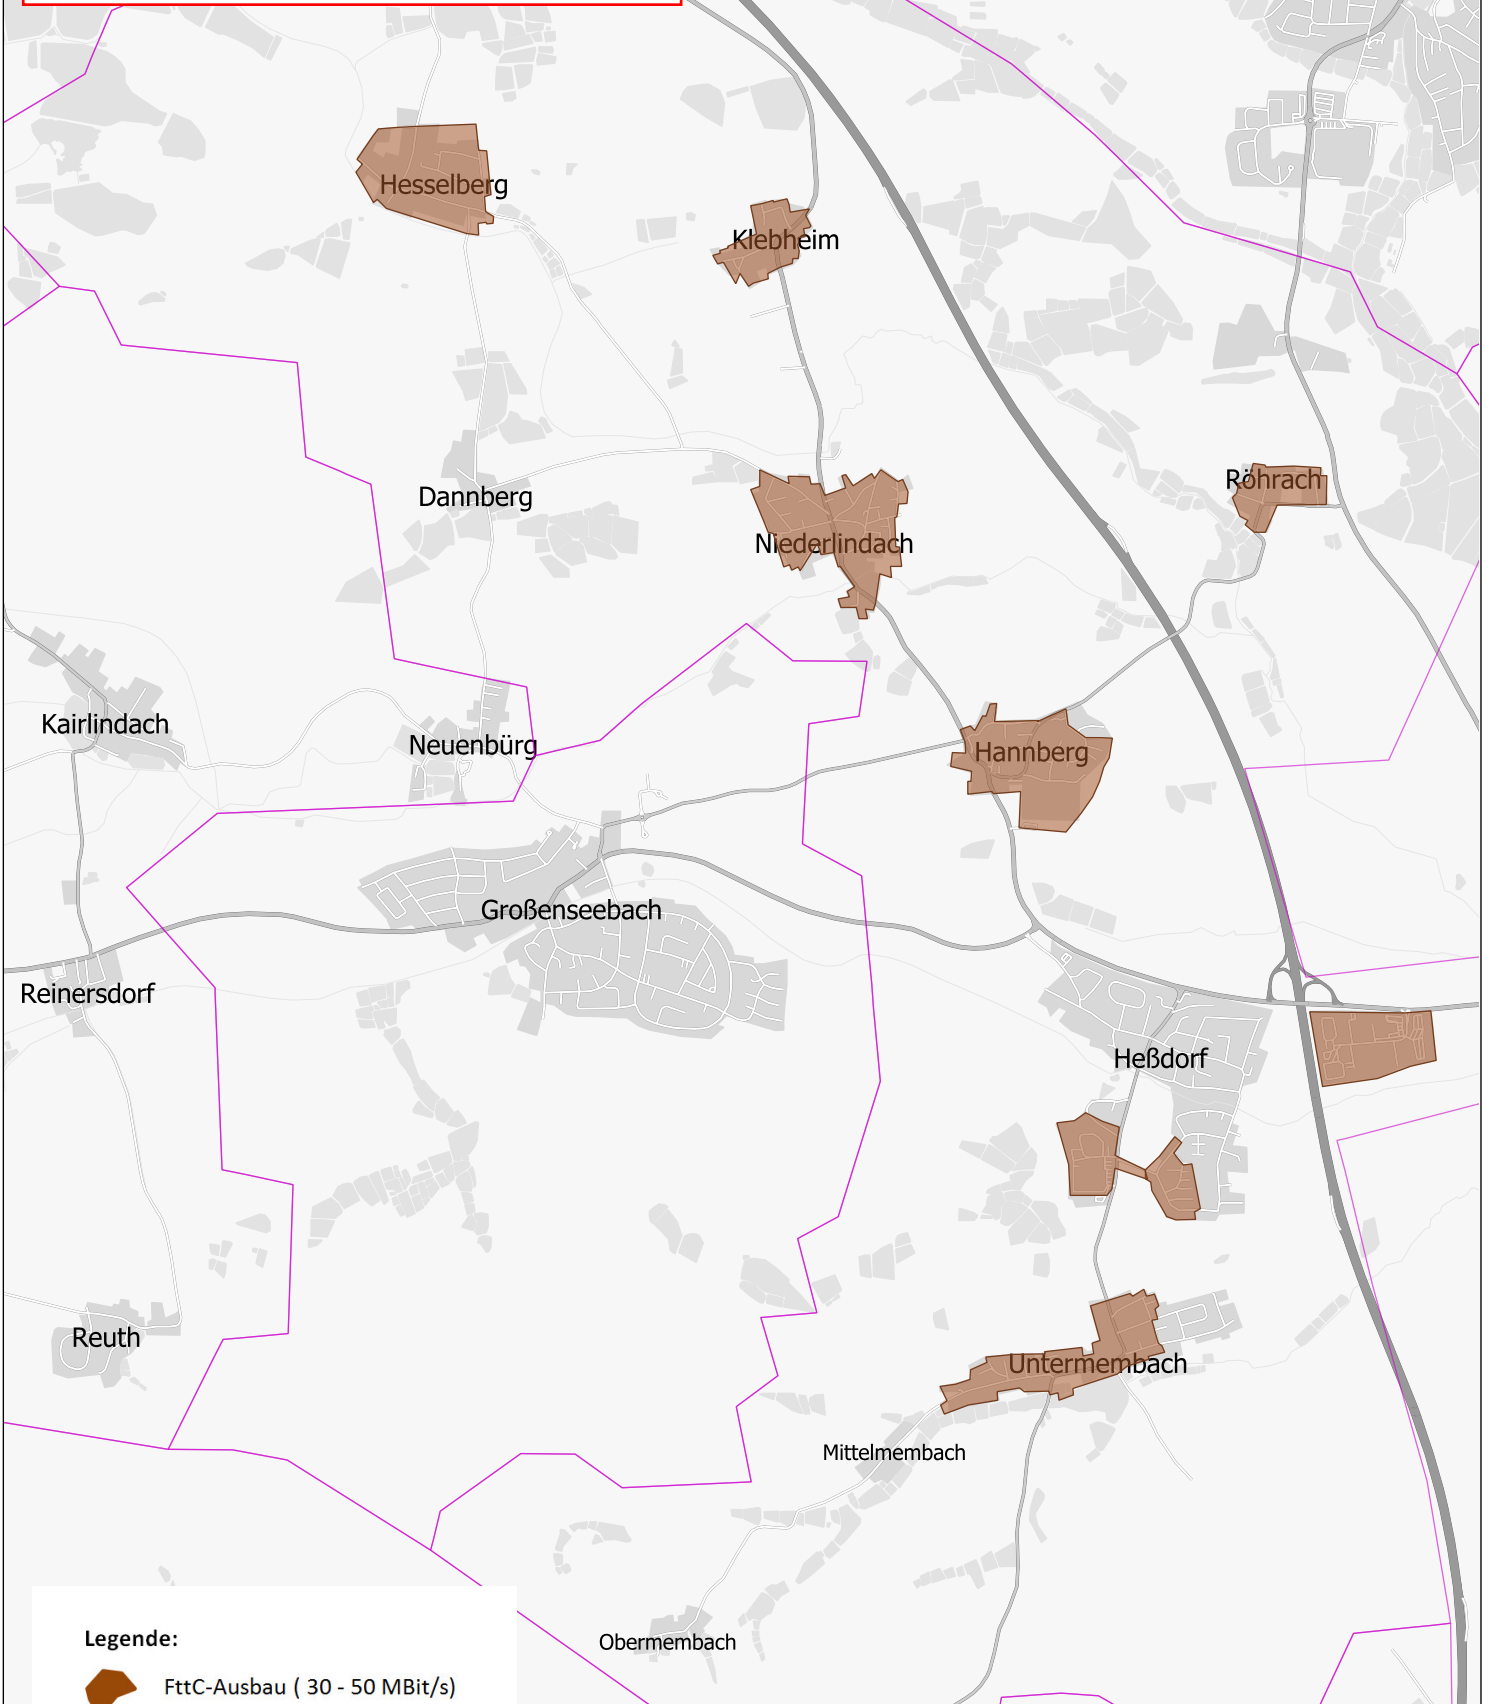 Hesselberg
Klebheim
Röhrach
Dannberg
Niederlindach
Kairlindach
Neuenbürg
Hannberg
Großenseebach
Reinersdorf
Heßdorf
Reuth
Untermembach
Mittelmembach
Obermembach
Legende:
FttC-Ausbau ( 30 - 50 MBit/s)